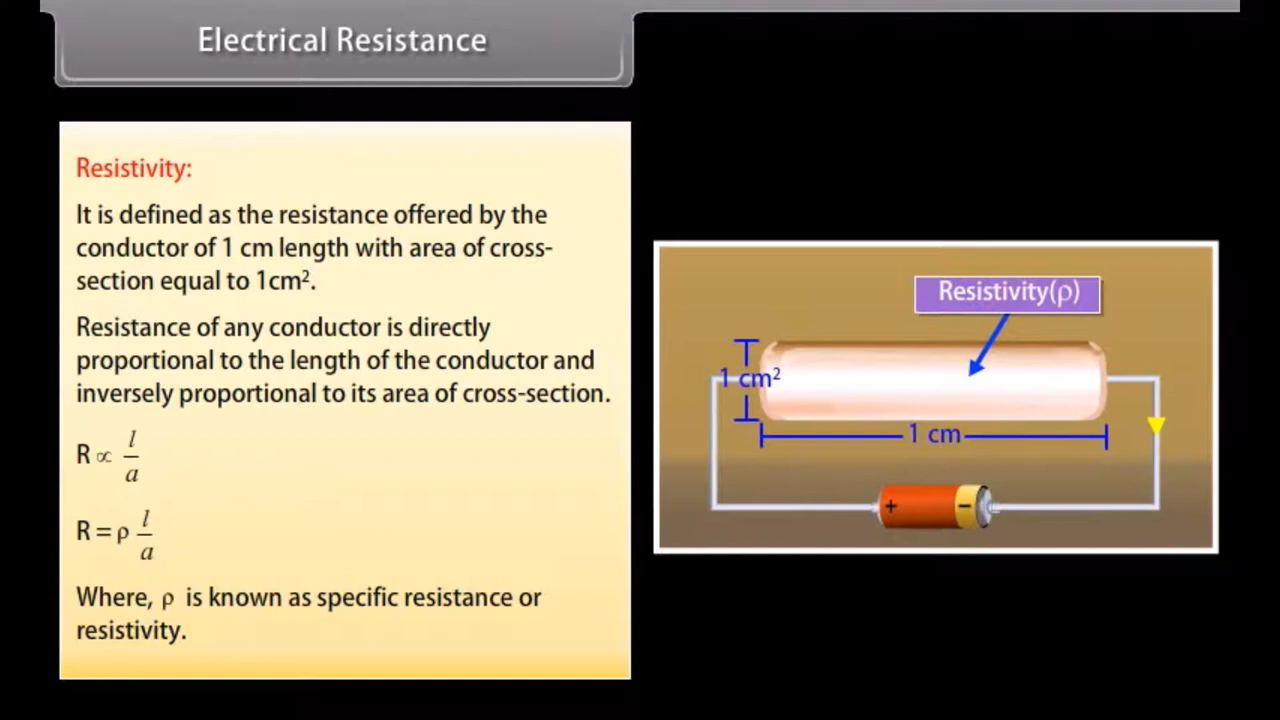 Electrical Resistance
Resistivity:
It is defined as the resistance offered by the
conductor of 1 cm length with area of cross-
section equal to 1cm².
Resistance of any conductor is directly
proportional to the length of the conductor and
inversely proportional to its area of cross-section.
R ∝ l/a
R = ρ l/a
Where, ρ is known as specific resistance or
resistivity.
Resistivity(ρ)
1 cm²
1 cm
+ −